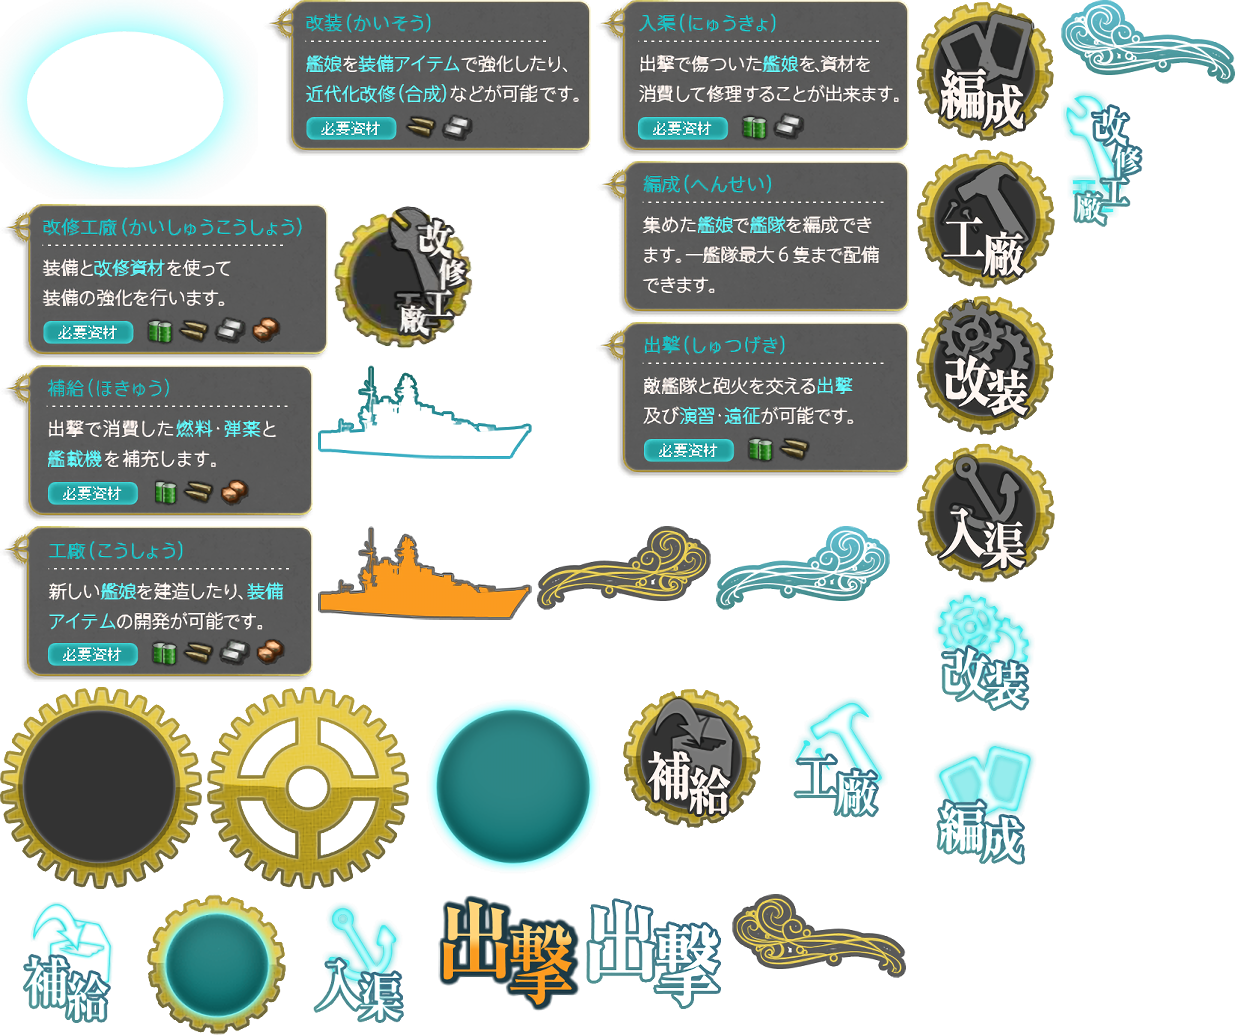 改装(かいそう)
艦娘を装備アイテムで強化したり、
近代化改修(合成)などが可能です。
必要資材
入渠(にゅうきょ)
出撃で傷ついた艦娘を、資材を
消費して修理することが出来ます。
必要資材
編成
改修工廠
改修工廠(かいしゅうこうしょう)
装備と改修資材を使って
装備の強化を行います。
必要資材
改修工廠
編成(へんせい)
集めた艦娘で艦隊を編成でき
ます。一艦隊最大6隻まで配備
できます。
工廠
補給(ほきゅう)
出撃で消費した燃料・弾薬と
艦載機を補充します。
必要資材
出撃(しゅつげき)
敵艦隊と砲火を交える出撃
及び演習・遠征が可能です。
必要資材
改装
入渠
工廠(こうしょう)
新しい艦娘を建造したり、装備
アイテムの開発が可能です。
必要資材
改装
補給
工廠
編成
補給
入渠
出撃
出撃